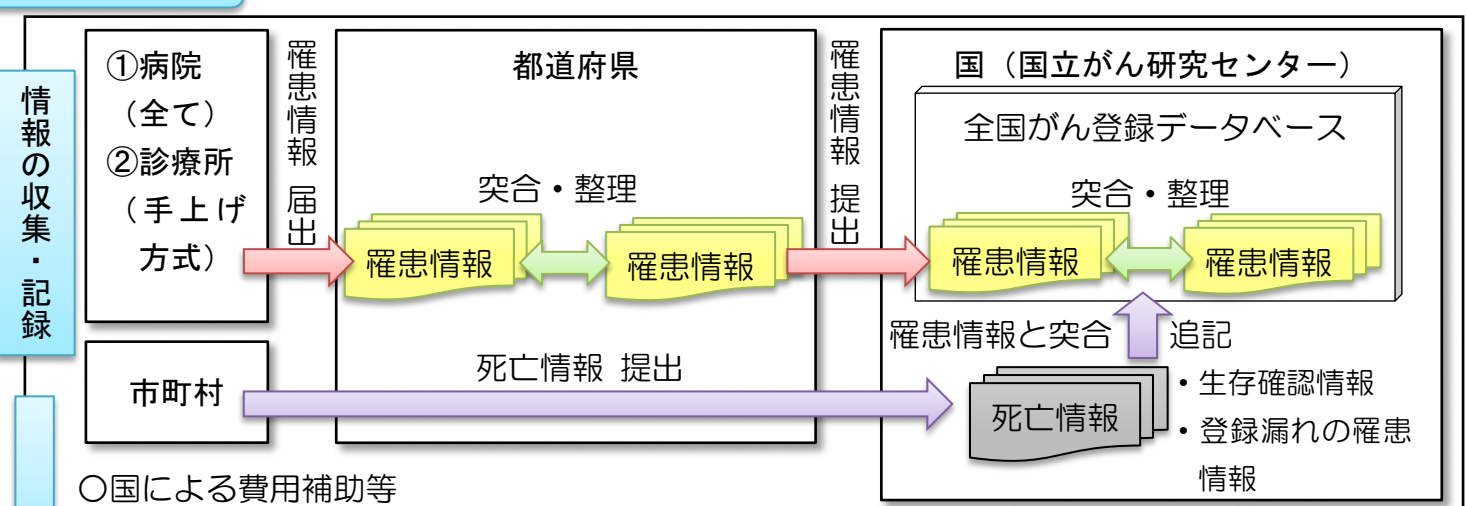 情報の収集・記録
①病院
(全て)
②診療所
(手上げ
方式)
罹患情報 届出
都道府県
突合・整理
罹患情報
罹患情報
罹患情報 提出
国(国立がん研究センター)
全国がん登録データベース
突合・整理
罹患情報
罹患情報
罹患情報と突合
追記
市町村
死亡情報 提出
死亡情報
・生存確認情報
・登録漏れの罹患
情報
○国による費用補助等